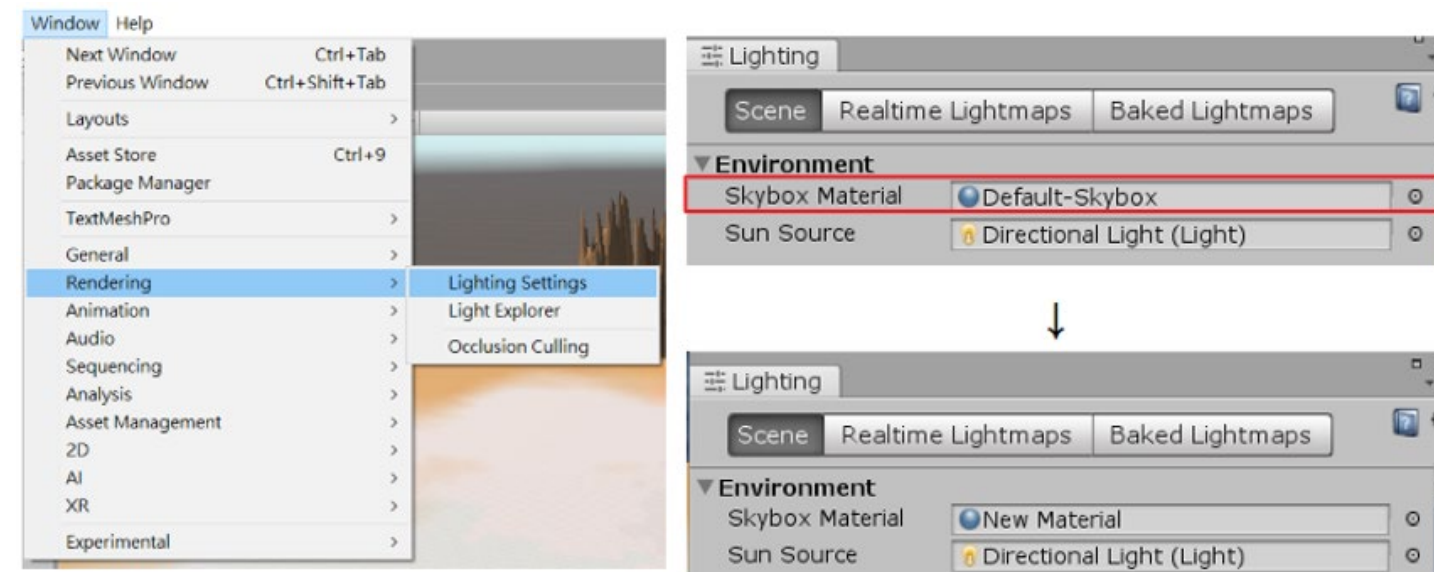 Window Help
Next Window Ctrl+Tab
Previous Window Ctrl+Shift+Tab
Layouts >
Asset Store Ctrl+9
Package Manager
TextMeshPro >
General >
Rendering >
Animation >
Audio >
Sequencing >
Analysis >
Asset Management >
2D >
AI >
XR >
Experimental >
Lighting Settings
Light Explorer
Occlusion Culling
Lighting
Scene Realtime Lightmaps Baked Lightmaps
Environment
Skybox Material Default-Skybox
Sun Source Directional Light (Light)
↓
Lighting
Scene Realtime Lightmaps Baked Lightmaps
Environment
Skybox Material New Material
Sun Source Directional Light (Light)